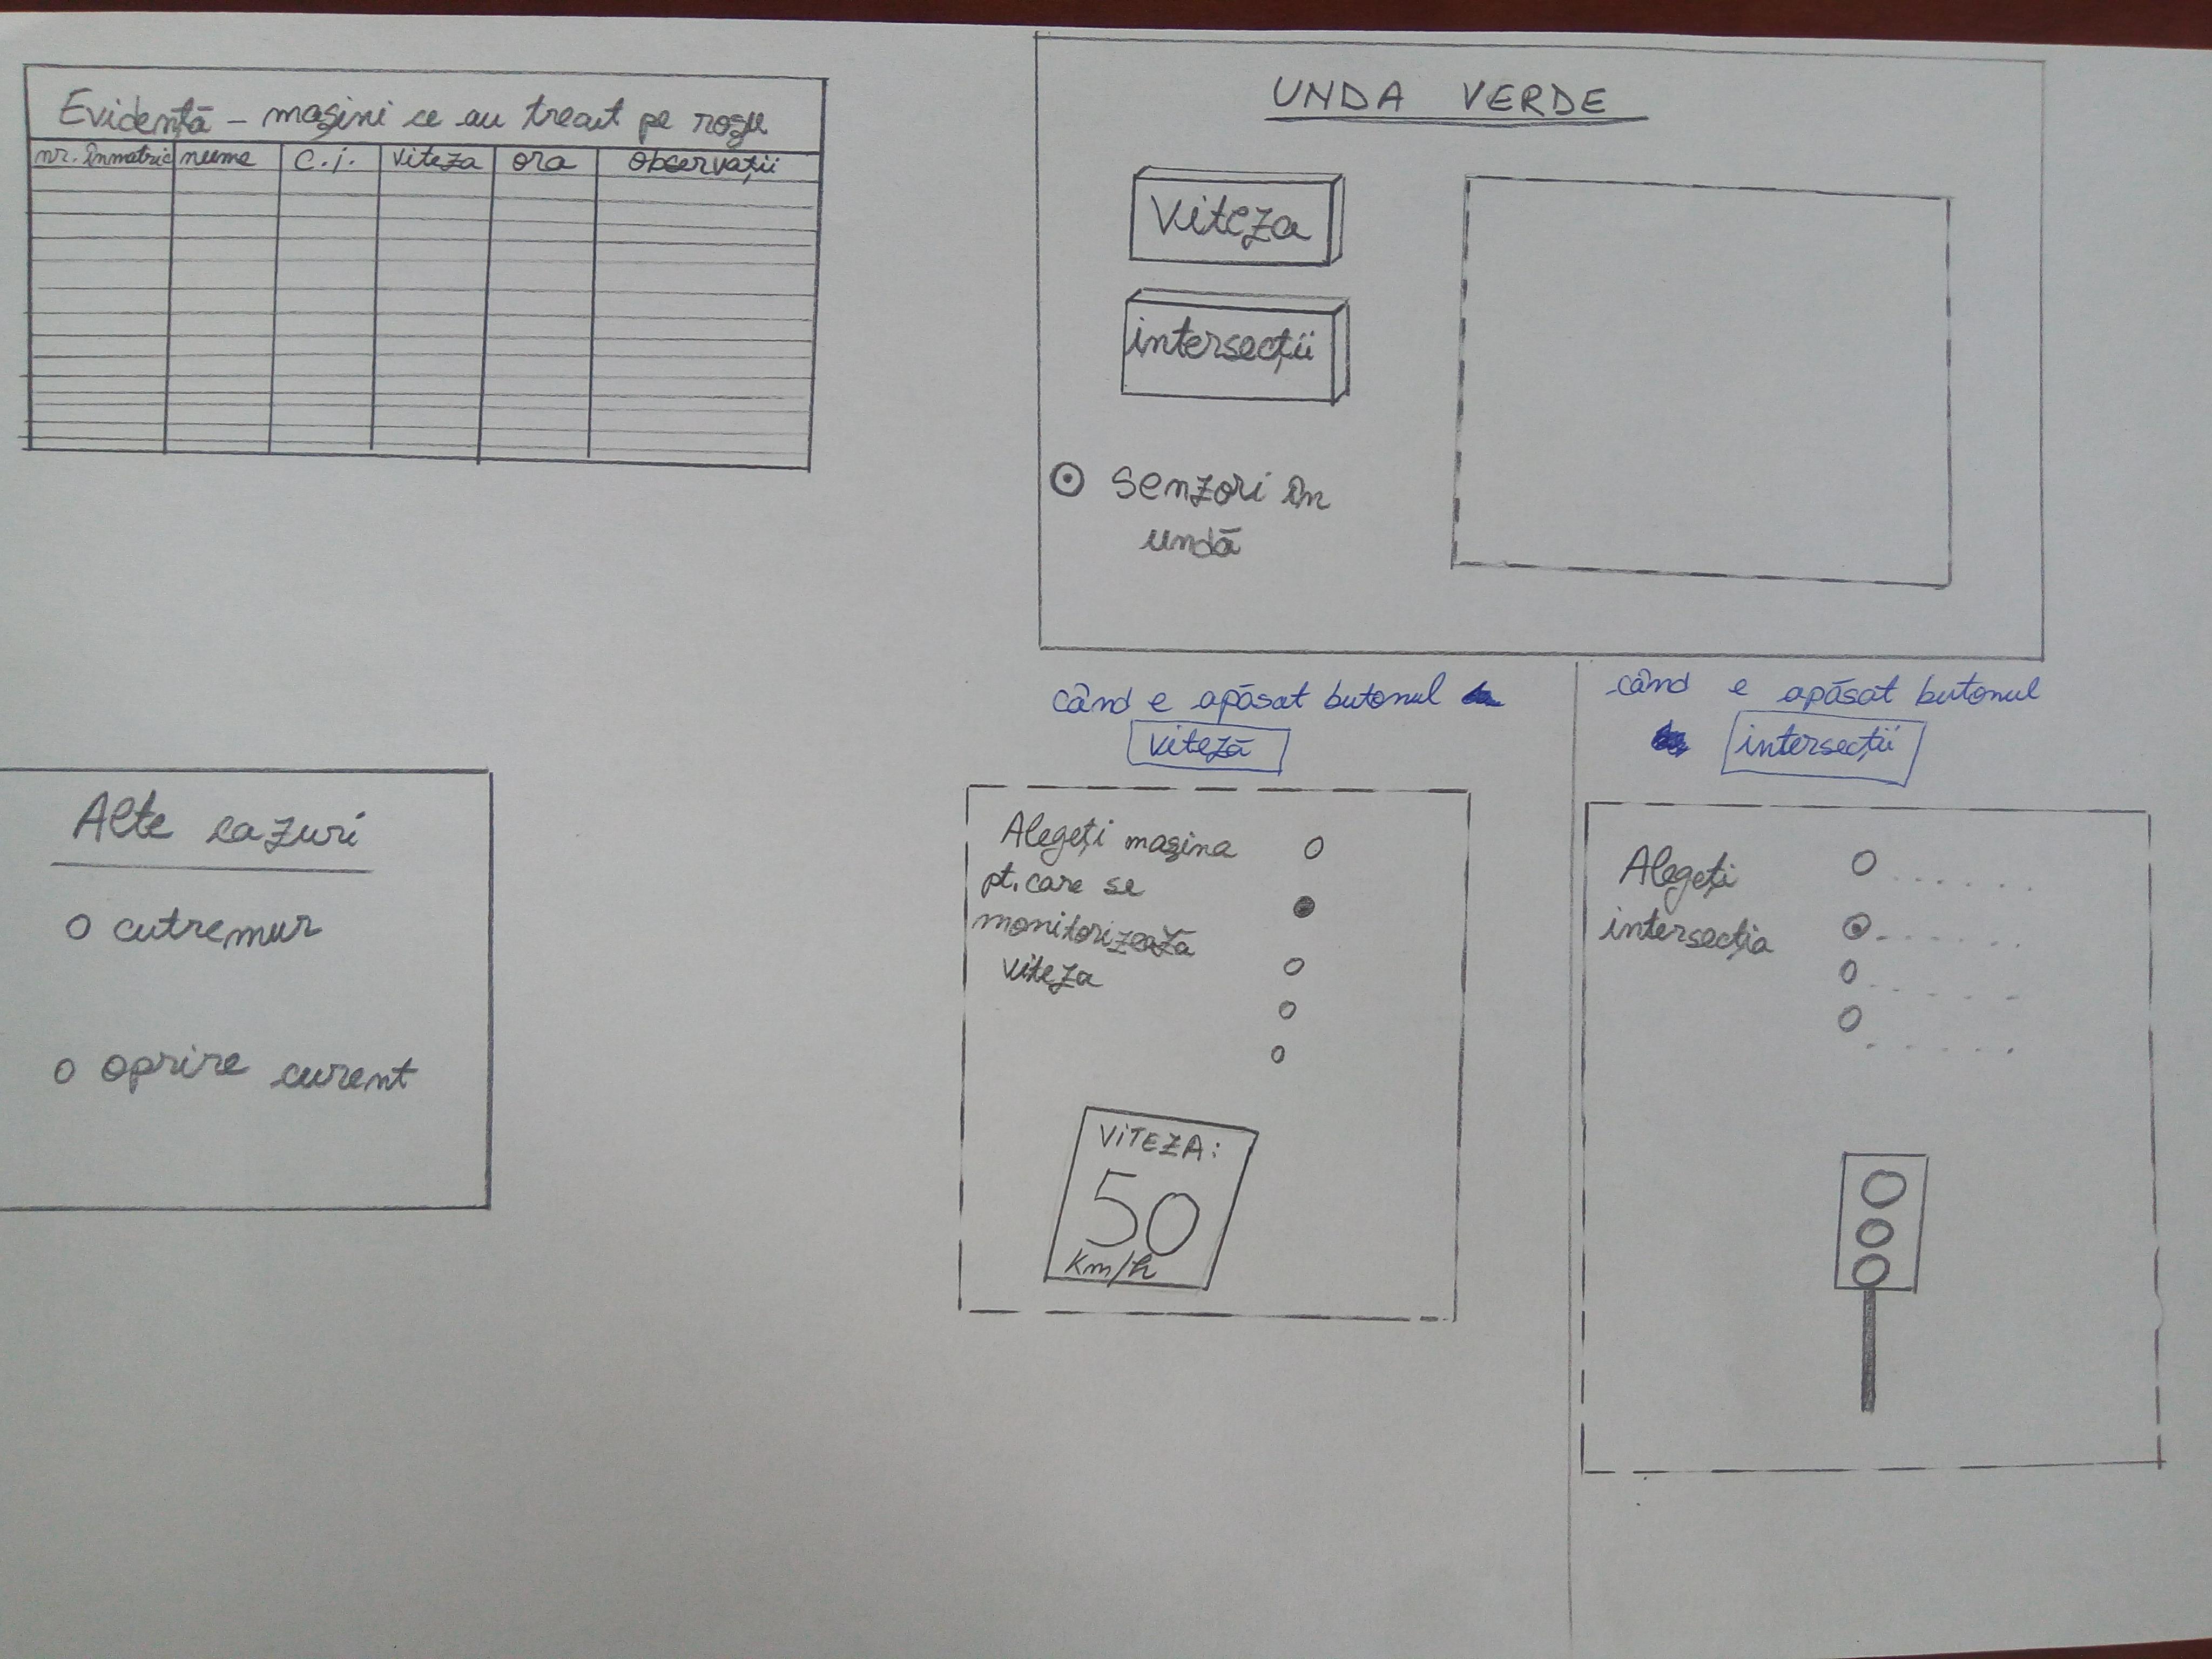 Evidență - mașini ce au trecut pe roșu
nr. înmatric nume c.i. viteza ora observații
UNDA VERDE
Viteza
intersecții
senzori în
undă
când e apăsat butonul
viteză
când e apăsat butonul
intersecții
Alte cazuri
cutremur
oprire curent
Alegeți mașina
pt. care se
monitorizează
viteza
VITEZA:
50
Km/h
Alegeți
intersecția